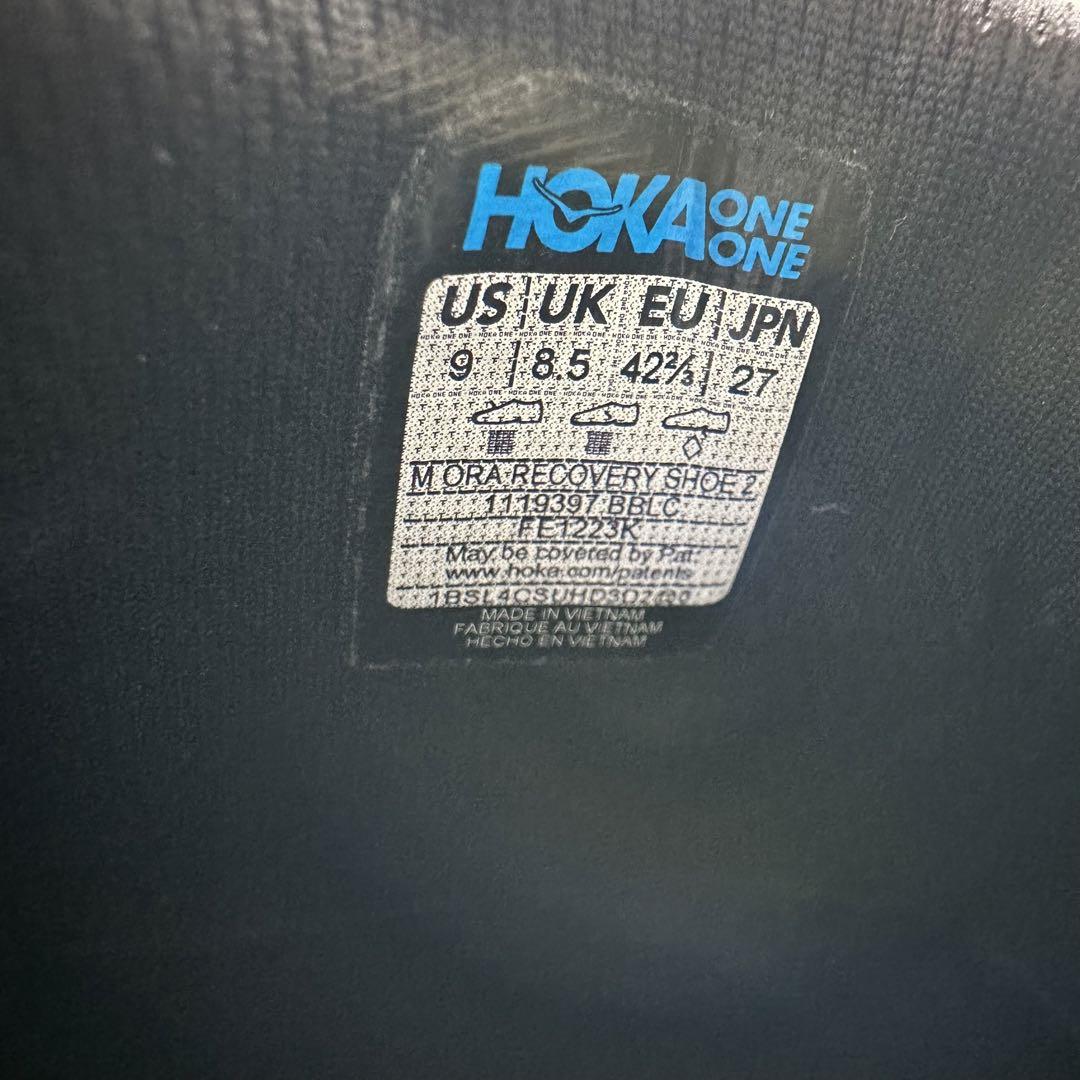 HOKA ONE ONE
US UK EU JPN
9 8.5 42⅔ 27
M ORA RECOVERY SHOE 2
1119397 BBLC
FE1223K
May be covered by Pat
www.hoka.com/patents
MADE IN VIETNAM
FABRIQUE AU VIETNAM
HECHO EN VIETNAM